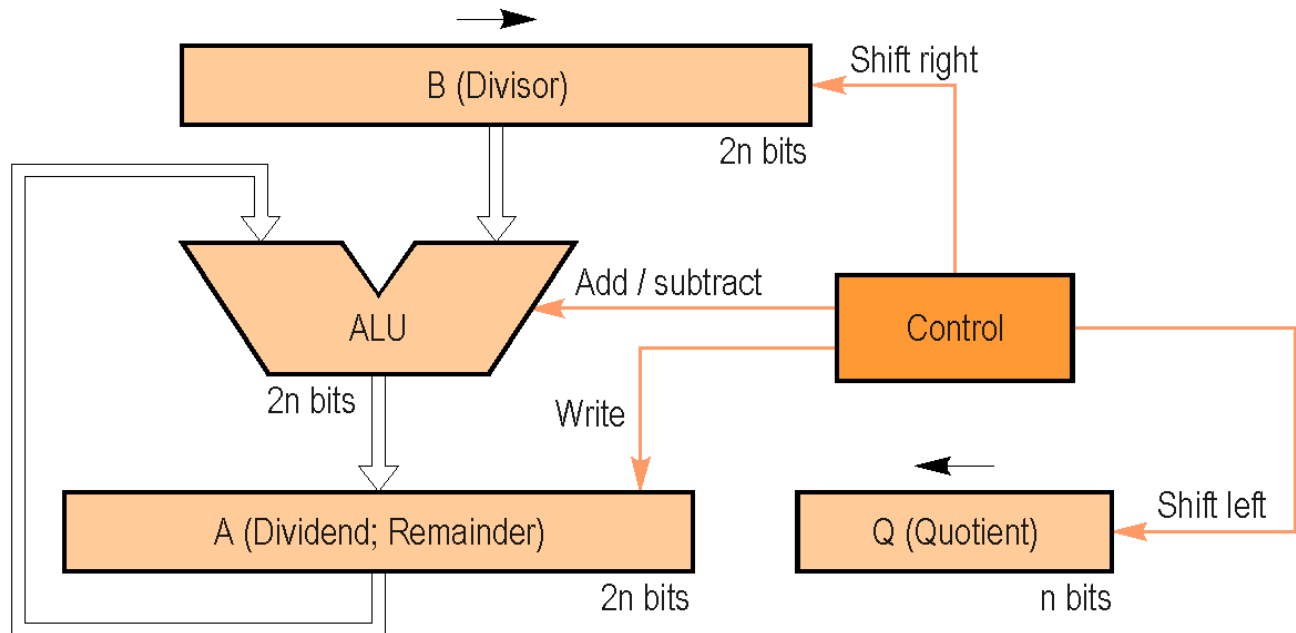 B (Divisor)
Shift right
2n bits
Add / subtract
ALU
Control
2n bits
Write
A (Dividend; Remainder)
Q (Quotient)
Shift left
2n bits
n bits